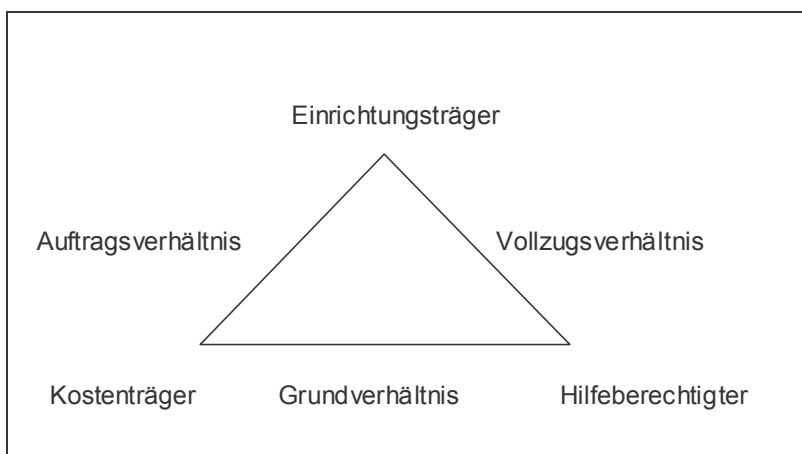 Einrichtungsträger
Auftragsverhältnis Vollzugsverhältnis
Kostenträger Grundverhältnis Hilfeberechtigter